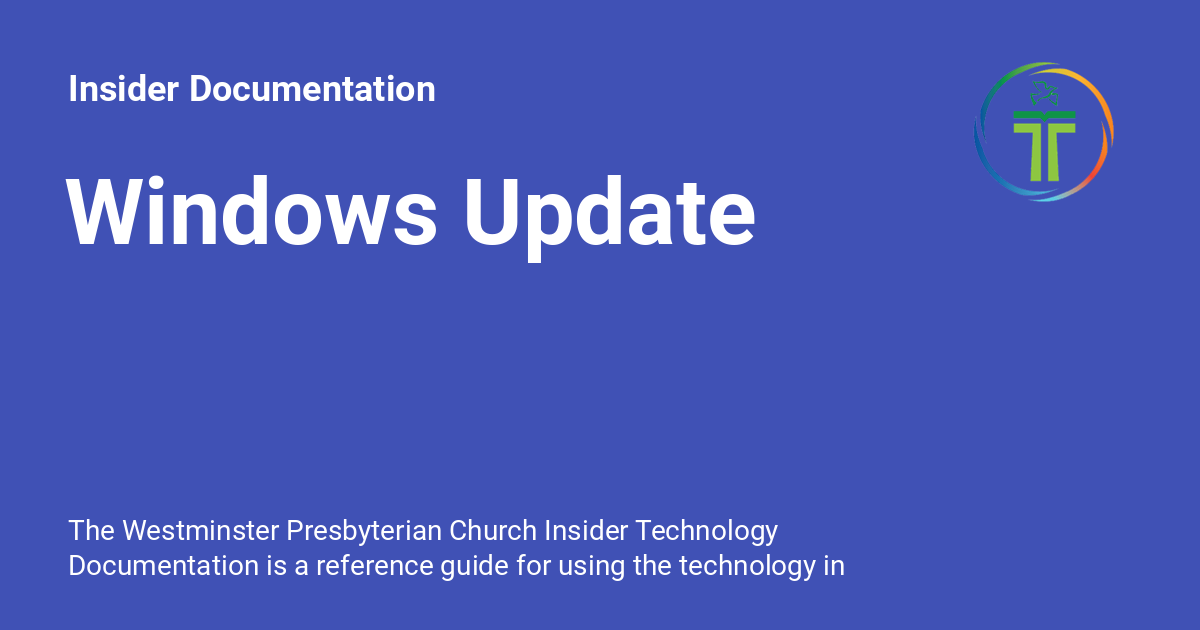 Insider Documentation
Windows Update
The Westminster Presbyterian Church Insider Technology
Documentation is a reference guide for using the technology in